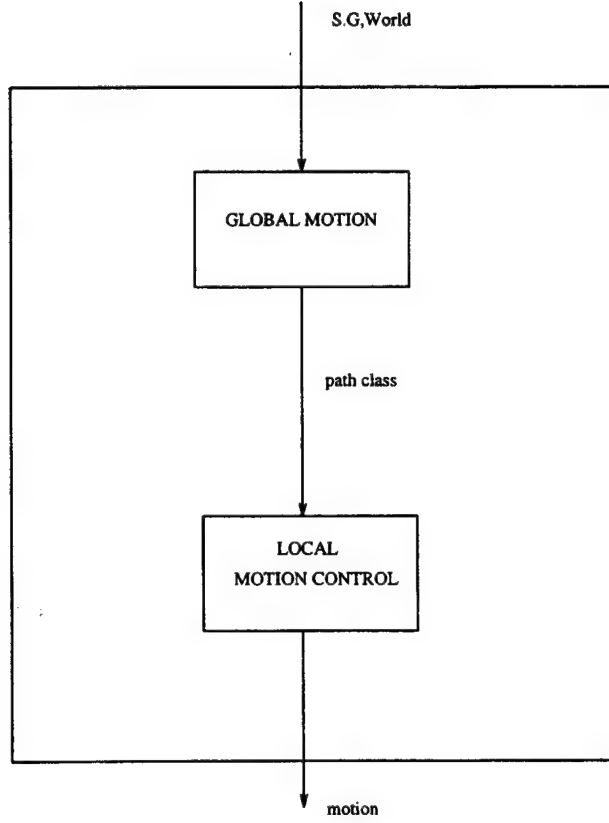 S.G,World
GLOBAL MOTION
path class
LOCAL
MOTION CONTROL
motion